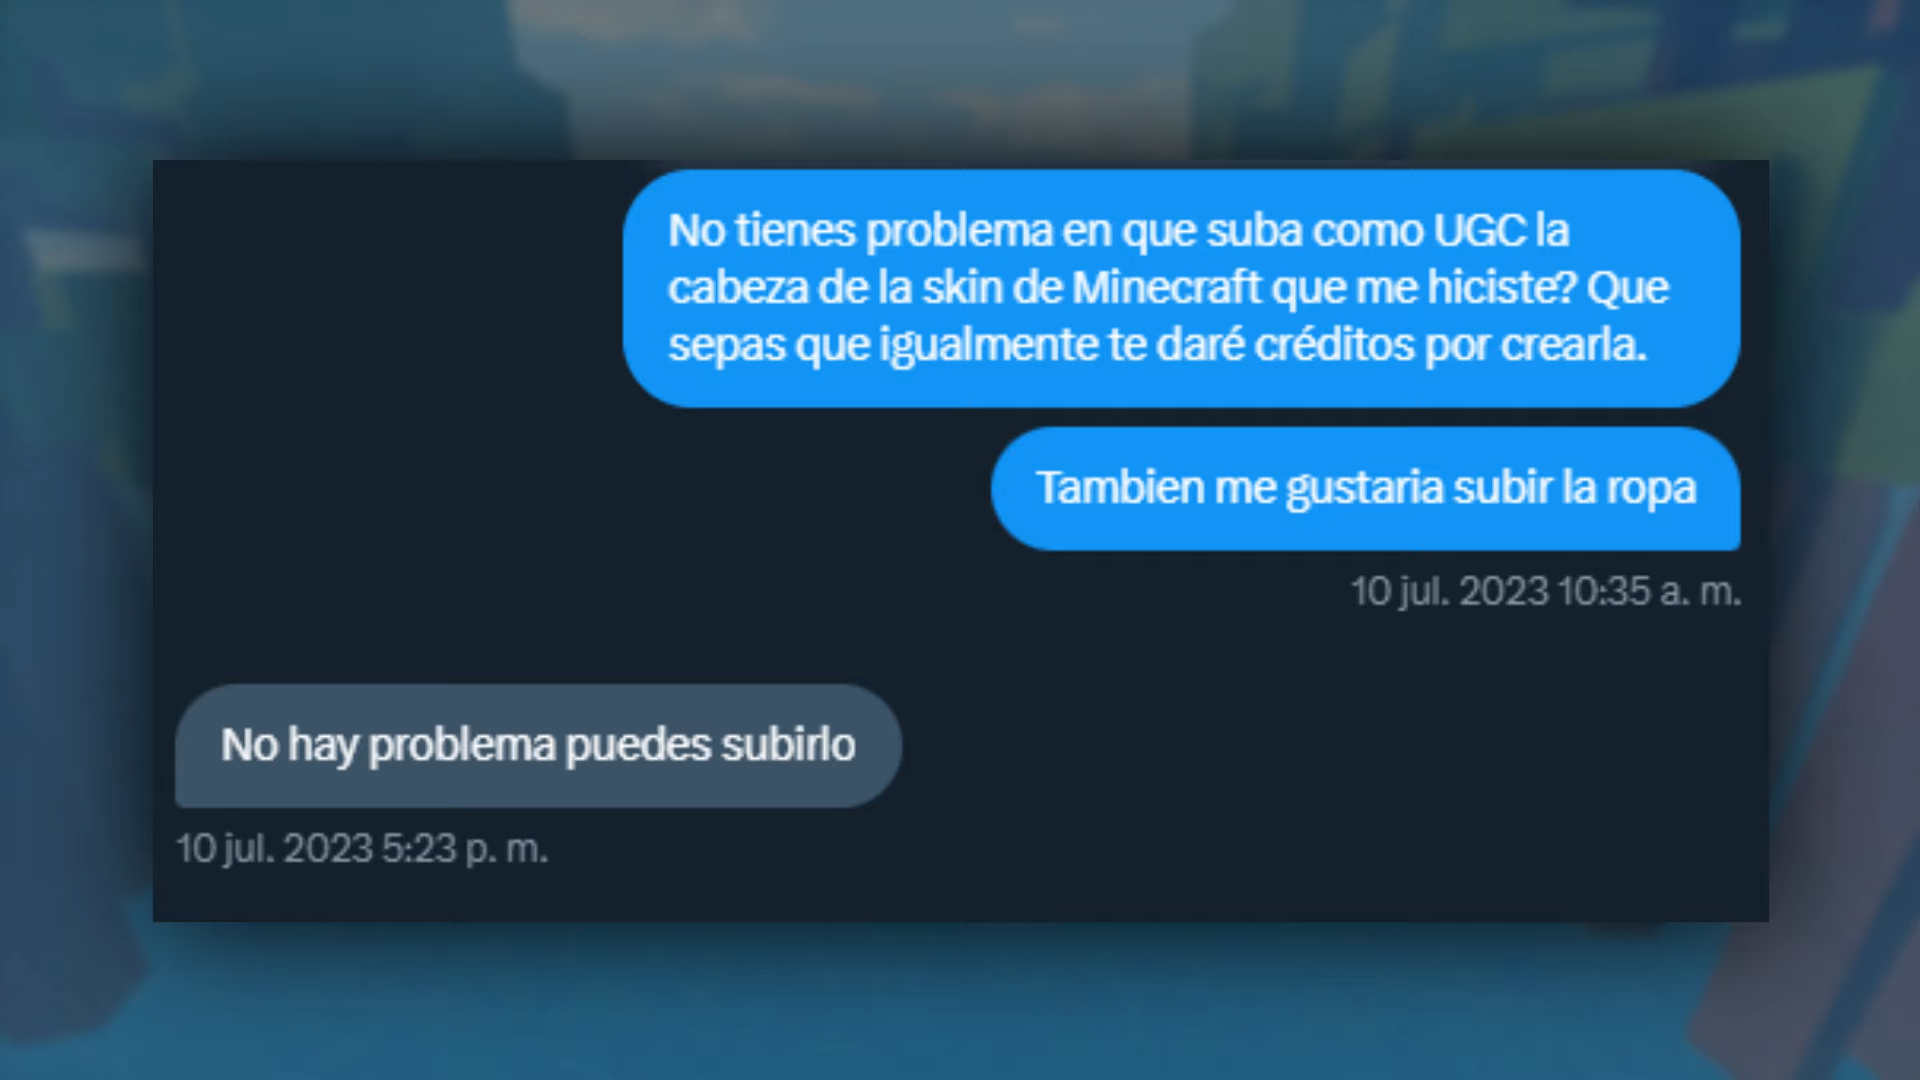 No tienes problema en que suba como UGC la
cabeza de la skin de Minecraft que me hiciste? Que
sepas que igualmente te daré créditos por crearla.
Tambien me gustaria subir la ropa
10 jul. 2023 10:35 a. m.
No hay problema puedes subirlo
10 jul. 2023 5:23 p. m.